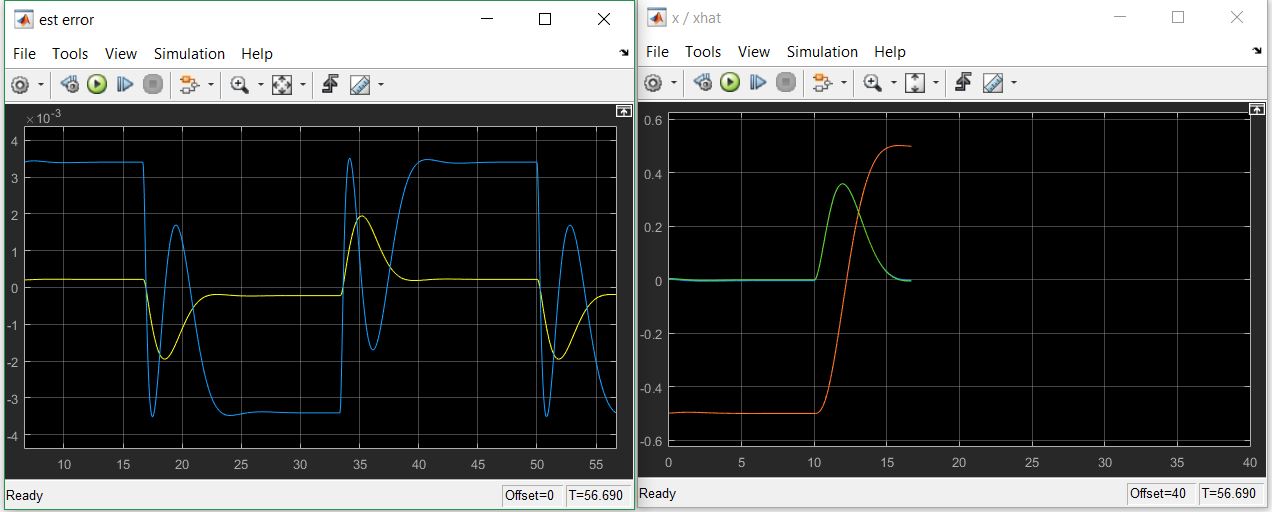 est error
File Tools View Simulation Help
×10⁻³
4
3
2
1
0
-1
-2
-3
-4
10 15 20 25 30 35 40 45 50 55
Ready Offset=0 T=56.690
x / xhat
File Tools View Simulation Help
0.6
0.4
0.2
0
-0.2
-0.4
-0.6
0 5 10 15 20 25 30 35 40
Ready Offset=40 T=56.690